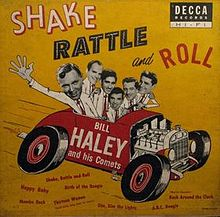 SHAKE
RATTLE
and ROLL
DECCA
RECORDS
HI-FI
BILL
HALEY
and his Comets
Shake, Rattle and Roll
Happy Baby
Birth of the Boogie
Mambo Rock
Thirteen Women
Dim, Dim the Lights
Rock Around the Clock
A.B.C. Boogie